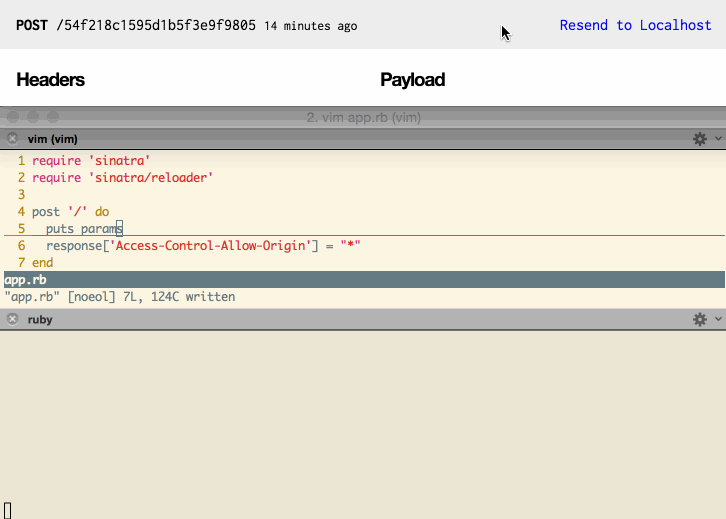 POST /54f218c1595d1b5f3e9f9805 14 minutes ago Resend to Localhost
Headers Payload
2. vim app.rb (vim)
vim (vim)
1 require 'sinatra'
2 require 'sinatra/reloader'
3
4 post '/' do
5 puts params
6 response['Access-Control-Allow-Origin'] = "*"
7 end
app.rb
"app.rb" [noeol] 7L, 124C written
ruby